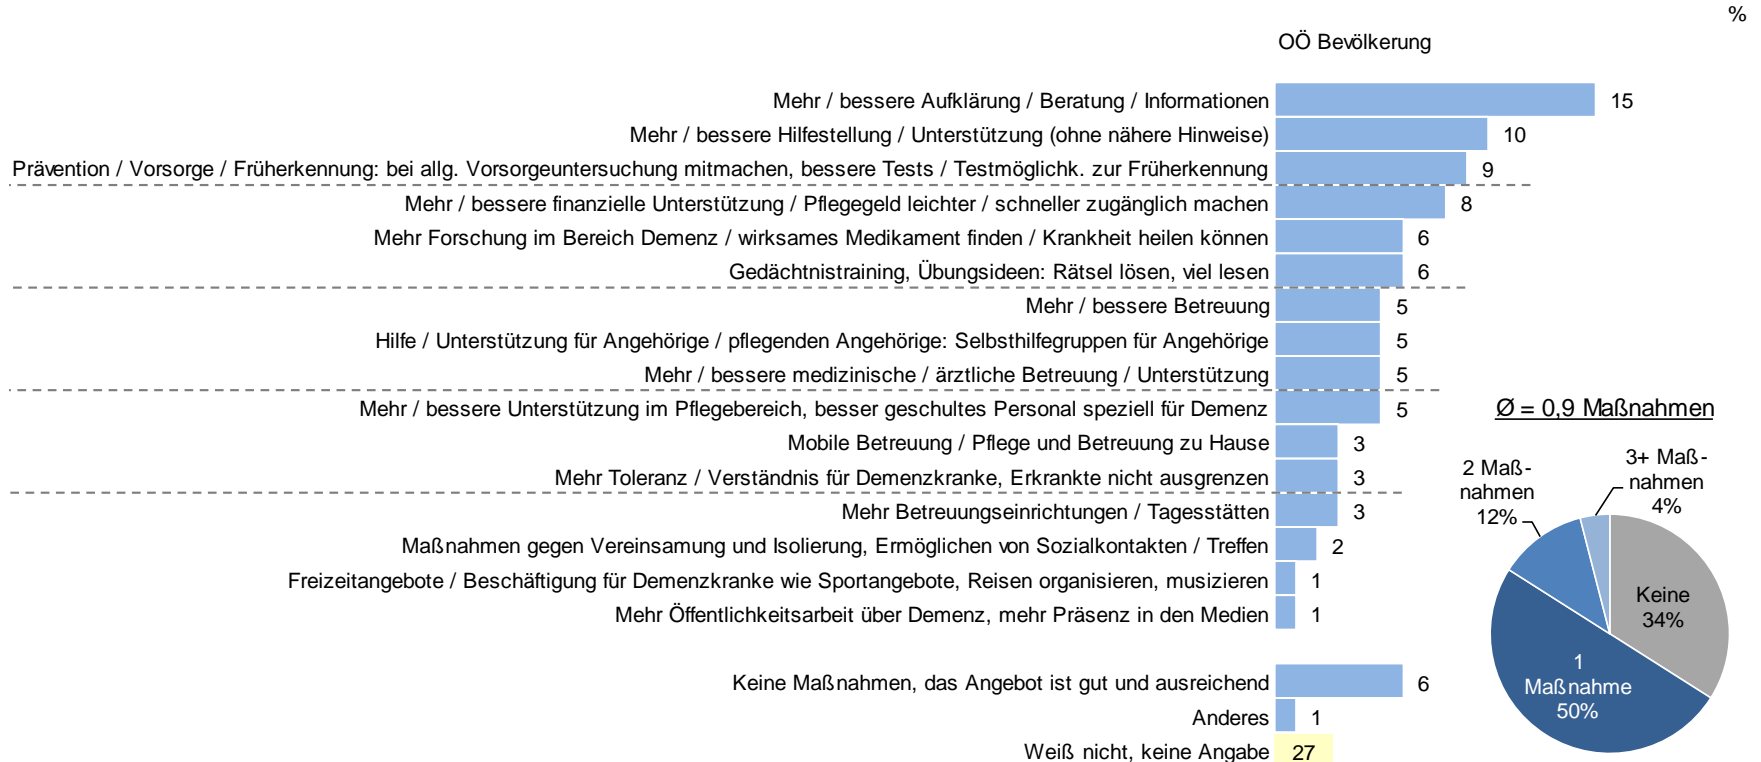 %
OÖ Bevölkerung
Mehr / bessere Aufklärung / Beratung / Informationen 15
Mehr / bessere Hilfestellung / Unterstützung (ohne nähere Hinweise) 10
Prävention / Vorsorge / Früherkennung: bei allg. Vorsorgeuntersuchung mitmachen, bessere Tests / Testmöglichk. zur Früherkennung 9
Mehr / bessere finanzielle Unterstützung / Pflegegeld leichter / schneller zugänglich machen 8
Mehr Forschung im Bereich Demenz / wirksames Medikament finden / Krankheit heilen können 6
Gedächtnistraining, Übungsideen: Rätsel lösen, viel lesen 6
Mehr / bessere Betreuung 5
Hilfe / Unterstützung für Angehörige / pflegenden Angehörige: Selbsthilfegruppen für Angehörige 5
Mehr / bessere medizinische / ärztliche Betreuung / Unterstützung 5
Mehr / bessere Unterstützung im Pflegebereich, besser geschultes Personal speziell für Demenz 5
Mobile Betreuung / Pflege und Betreuung zu Hause 3
Mehr Toleranz / Verständnis für Demenzkranke, Erkrankte nicht ausgrenzen 3
Mehr Betreuungseinrichtungen / Tagesstätten 3
Maßnahmen gegen Vereinsamung und Isolierung, Ermöglichen von Sozialkontakten / Treffen 2
Freizeitangebote / Beschäftigung für Demenzkranke wie Sportangebote, Reisen organisieren, musizieren 1
Mehr Öffentlichkeitsarbeit über Demenz, mehr Präsenz in den Medien 1
Keine Maßnahmen, das Angebot ist gut und ausreichend 6
Anderes 1
Weiß nicht, keine Angabe 27
Ø = 0,9 Maßnahmen
2 Maß-
nahmen
12%
3+ Maß-
nahmen
4%
Keine
34%
1
Maßnahme
50%